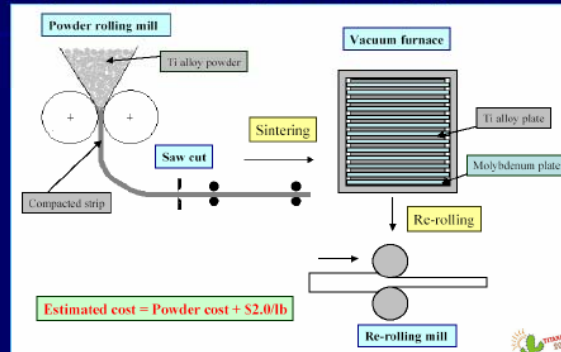 Powder rolling mill
Vacuum furnace
Ti alloy powder
Ti alloy plate
Sintering
Saw cut
Molybdenum plate
Compacted strip
Re-rolling
Estimated cost = Powder cost + $2.0/lb
Re-rolling mill